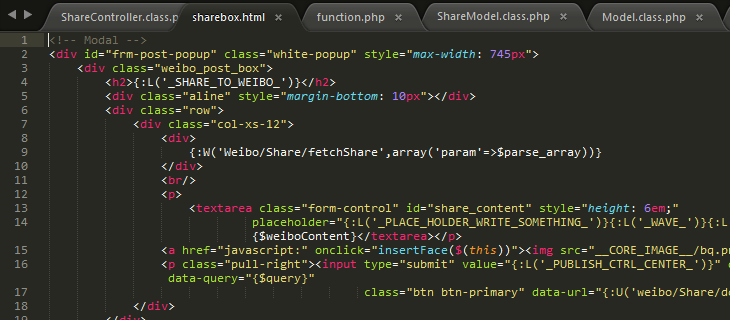 ShareController.class.p sharebox.html × function.php × ShareModel.class.php × Model.class.php ×
1 <!-- Modal -->
2 <div id="frm-post-popup" class="white-popup" style="max-width: 745px">
3 <div class="weibo_post_box">
4 <h2>{:L('_SHARE_TO_WEIBO_')}</h2>
5 <div class="aline" style="margin-bottom: 10px"></div>
6 <div class="row">
7 <div class="col-xs-12">
8 <div>
9 {:W('Weibo/Share/fetchShare',array('param'=>$parse_array))}
10 </div>
11 <br/>
12 <p>
13 <textarea class="form-control" id="share_content" style="height: 6em;"
14 placeholder="{:L('_PLACE_HOLDER_WRITE_SOMETHING_')}{:L('_WAVE_')}{:L
{$weiboContent}</textarea></p>
15 <a href="javascript:" onclick="insertFace($(this))"><img src="__CORE_IMAGE__/bq.pn
16 <p class="pull-right"><input type="submit" value="{:L('_PUBLISH_CTRL_CENTER_')}"
data-query="{$query}"
17 class="btn btn-primary" data-url="{:U('weibo/Share/do
18 </div>
19 </div>